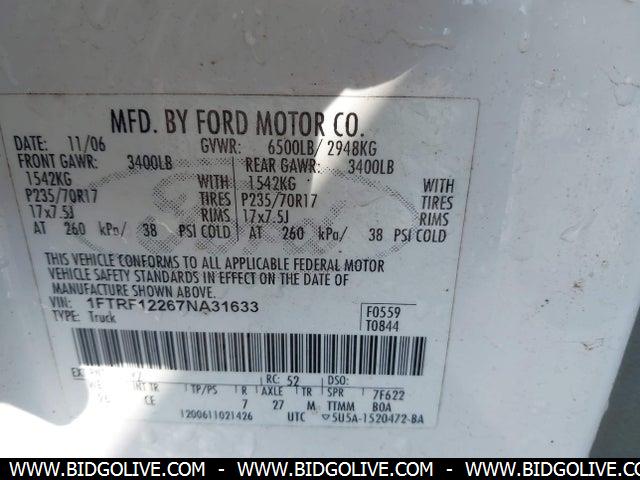 MFD. BY FORD MOTOR CO.
DATE: 11/06 GVWR: 6500LB/ 2948KG
FRONT GAWR: 3400LB REAR GAWR: 3400LB
1542KG WITH 1542KG WITH
P235/70R17 TIRES P235/70R17 TIRES
17x7.5J RIMS 17x7.5J RIMS
AT 260 kPa/ 38 PSI COLD AT 260 kPa/ 38 PSI COLD
THIS VEHICLE CONFORMS TO ALL APPLICABLE FEDERAL MOTOR
VEHICLE SAFETY STANDARDS IN EFFECT ON THE DATE OF
MANUFACTURE SHOWN ABOVE.
VIN: 1FTRF12267NA31633 F0559
TYPE: Truck T0844
RC: 52 DSO:
INT TR TP/PS R AXLE TR SPR 7F622
CE 7 27 M TTMM BOA
1200611021426 UTC ▽5U5A-1520472-BA
WWW.BIDGOLIVE.COM - WWW.BIDGOLIVE.COM - WWW.BIDGOLIVE.COM